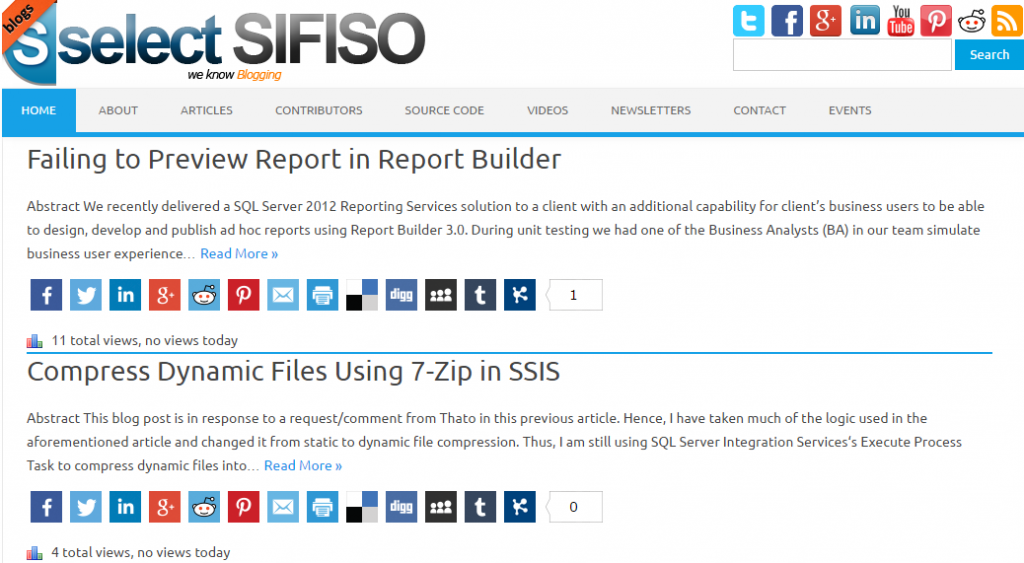 blogs
S select SIFISO
we know Blogging
You Tube
Search
HOME ABOUT ARTICLES CONTRIBUTORS SOURCE CODE VIDEOS NEWSLETTERS CONTACT EVENTS
Failing to Preview Report in Report Builder
Abstract We recently delivered a SQL Server 2012 Reporting Services solution to a client with an additional capability for client’s business users to be able
to design, develop and publish ad hoc reports using Report Builder 3.0. During unit testing we had one of the Business Analysts (BA) in our team simulate
business user experience… Read More »
digg
1
11 total views, no views today
Compress Dynamic Files Using 7-Zip in SSIS
Abstract This blog post is in response to a request/comment from Thato in this previous article. Hence, I have taken much of the logic used in the
aforementioned article and changed it from static to dynamic file compression. Thus, I am still using SQL Server Integration Services’s Execute Process
Task to compress dynamic files into… Read More »
digg
0
4 total views, no views today